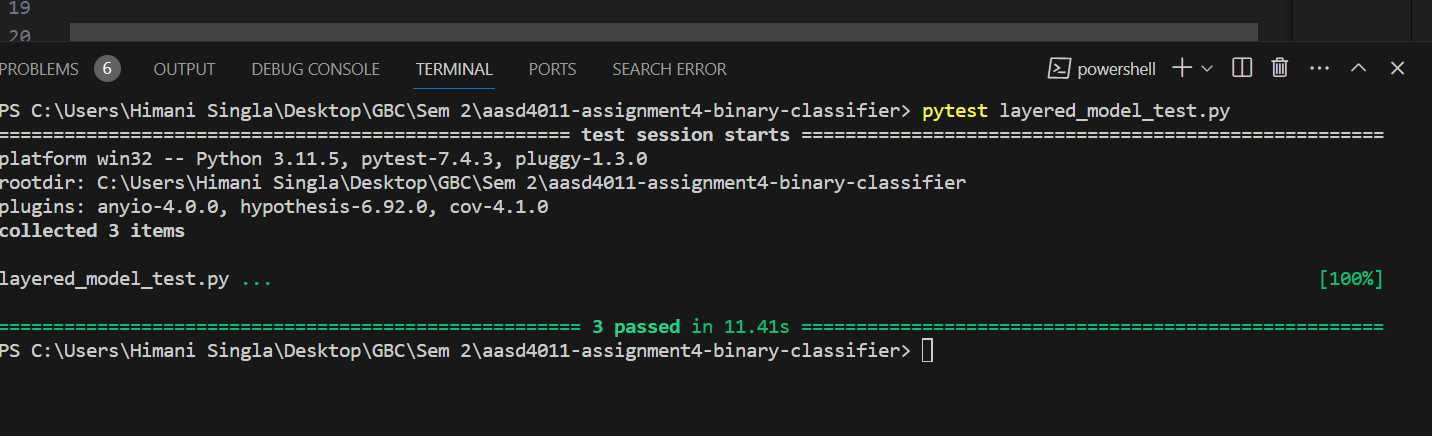 19
20
PROBLEMS 6 OUTPUT DEBUG CONSOLE TERMINAL PORTS SEARCH ERROR powershell
PS C:\Users\Himani Singla\Desktop\GBC\Sem 2\aasd4011-assignment4-binary-classifier> pytest layered_model_test.py
==================================================== test session starts =====================================================
platform win32 -- Python 3.11.5, pytest-7.4.3, pluggy-1.3.0
rootdir: C:\Users\Himani Singla\Desktop\GBC\Sem 2\aasd4011-assignment4-binary-classifier
plugins: anyio-4.0.0, hypothesis-6.92.0, cov-4.1.0
collected 3 items
layered_model_test.py ... [100%]
===================================================== 3 passed in 11.41s =====================================================
PS C:\Users\Himani Singla\Desktop\GBC\Sem 2\aasd4011-assignment4-binary-classifier>